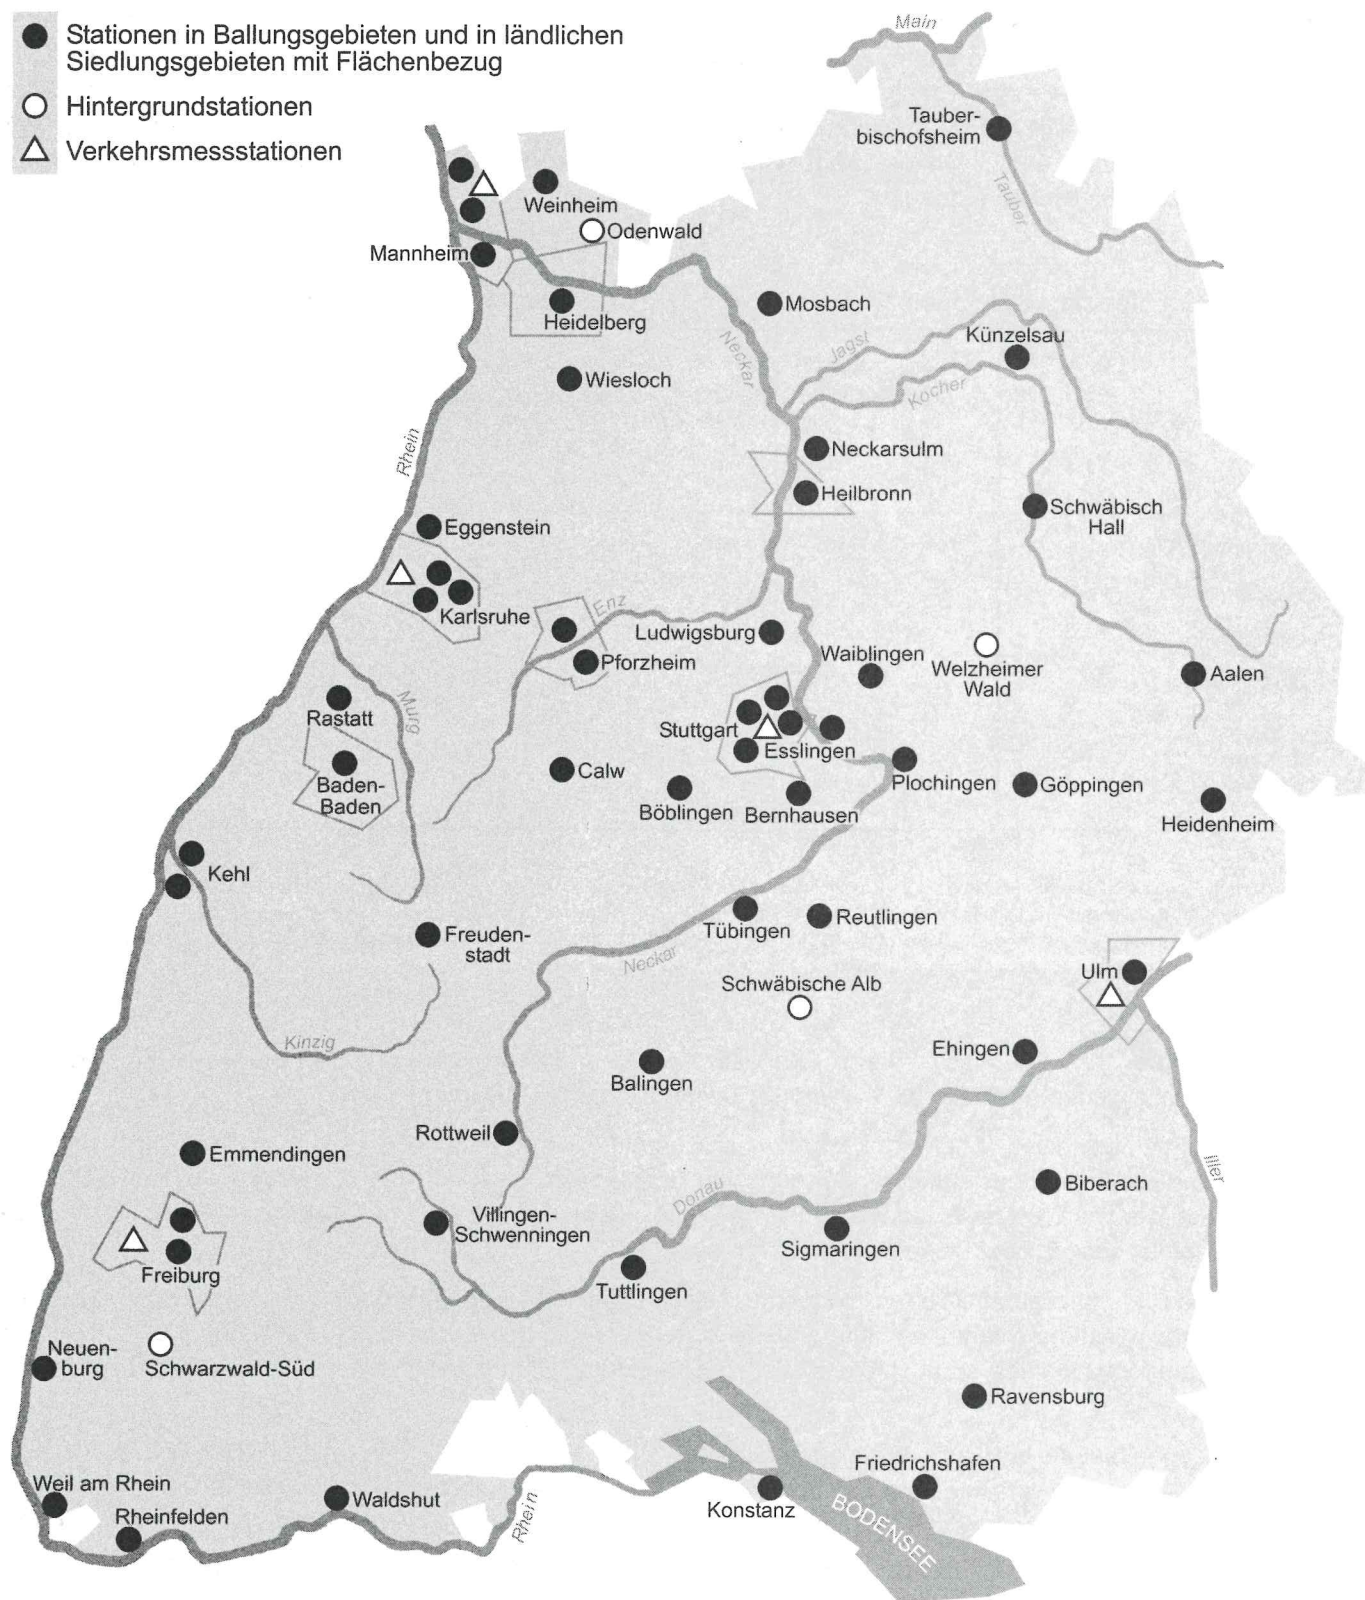 Stationen in Ballungsgebieten und in ländlichen
Siedlungsgebieten mit Flächenbezug
Hintergrundstationen
Verkehrsmessstationen
Main
Tauber-
bischofsheim
Tauber
Weinheim
Odenwald
Mannheim
Heidelberg
Mosbach
Neckar
Jagst
Künzelsau
Kocher
Wiesloch
Rhein
Neckarsulm
Heilbronn
Schwäbisch
Hall
Eggenstein
Karlsruhe
Enz
Ludwigsburg
Pforzheim
Waiblingen
Welzheimer
Wald
Aalen
Rastatt
Murg
Stuttgart
Esslingen
Baden-
Baden
Calw
Böblingen
Bernhausen
Plochingen
Göppingen
Heidenheim
Kehl
Freuden-
stadt
Tübingen
Reutlingen
Neckar
Ulm
Schwäbische Alb
Kinzig
Ehingen
Balingen
Rottweil
Emmendingen
Iller
Biberach
Donau
Villingen-
Schwenningen
Sigmaringen
Freiburg
Tuttlingen
Neuen-
burg
Schwarzwald-Süd
Ravensburg
Friedrichshafen
Weil am Rhein
Rheinfelden
Waldshut
Rhein
Konstanz
BODENSEE